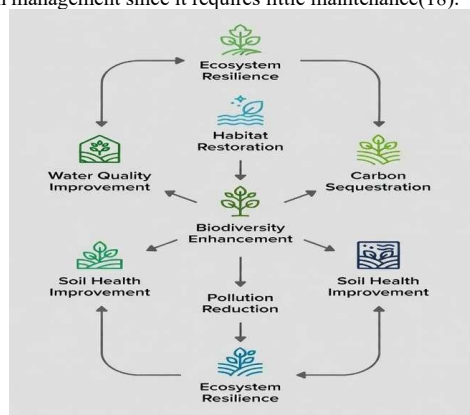 management since it requires little maintenance(18).
Ecosystem
Resilience
Habitat
Restoration
Water Quality
Improvement
Carbon
Sequestration
Biodiversity
Enhancement
Soil Health
Improvement
Soil Health
Improvement
Pollution
Reduction
Ecosystem
Resilience